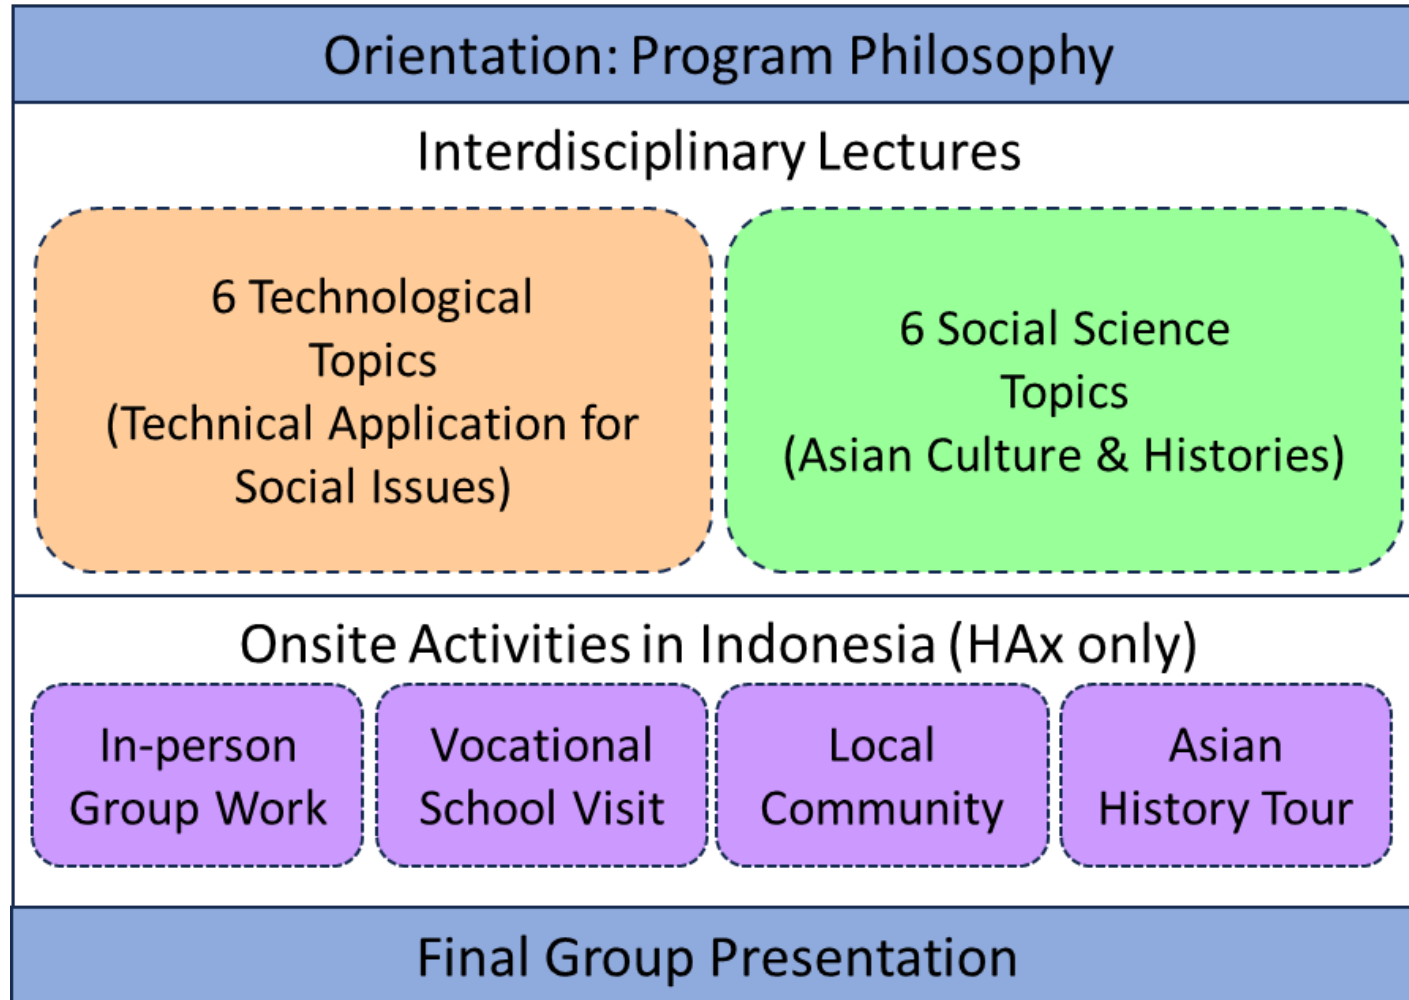 Orientation: Program Philosophy
Interdisciplinary Lectures
6 Technological
Topics
(Technical Application for
Social Issues)
6 Social Science
Topics
(Asian Culture & Histories)
Onsite Activities in Indonesia (HAx only)
In-person
Group Work
Vocational
School Visit
Local
Community
Asian
History Tour
Final Group Presentation